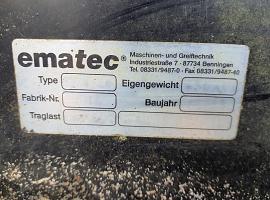 ematec®
Maschinen- und Greiftechnik
Industriestraße 7 · 87734 Benningen
Tel. 08331/9487-0 · Fax 08331/9487-40
Type
Eigengewicht
Fabrik-Nr.
Baujahr
Traglast